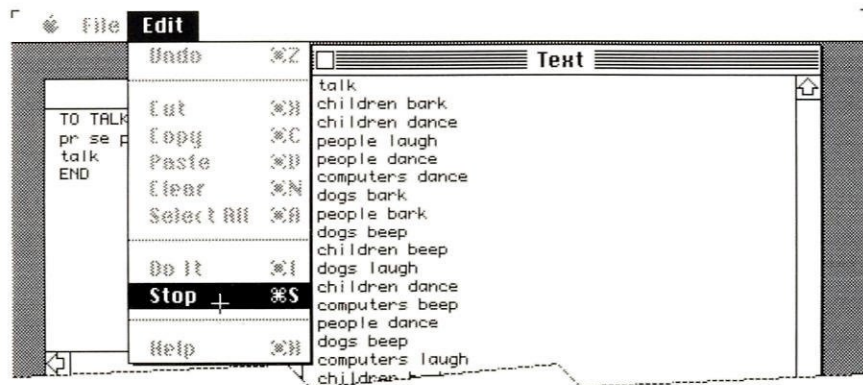 File Edit
Undo ⌘Z
Cut
Copy ⌘C
Paste
Clear ⌘N
Select All ⌘A
Do It
Stop ⌘S
Help ⌘H
TO TALK
pr se p
talk
END
Text
talk
children bark
children dance
people laugh
people dance
computers dance
dogs bark
people bark
dogs beep
children beep
dogs laugh
children dance
computers beep
people dance
dogs beep
computers laugh
children